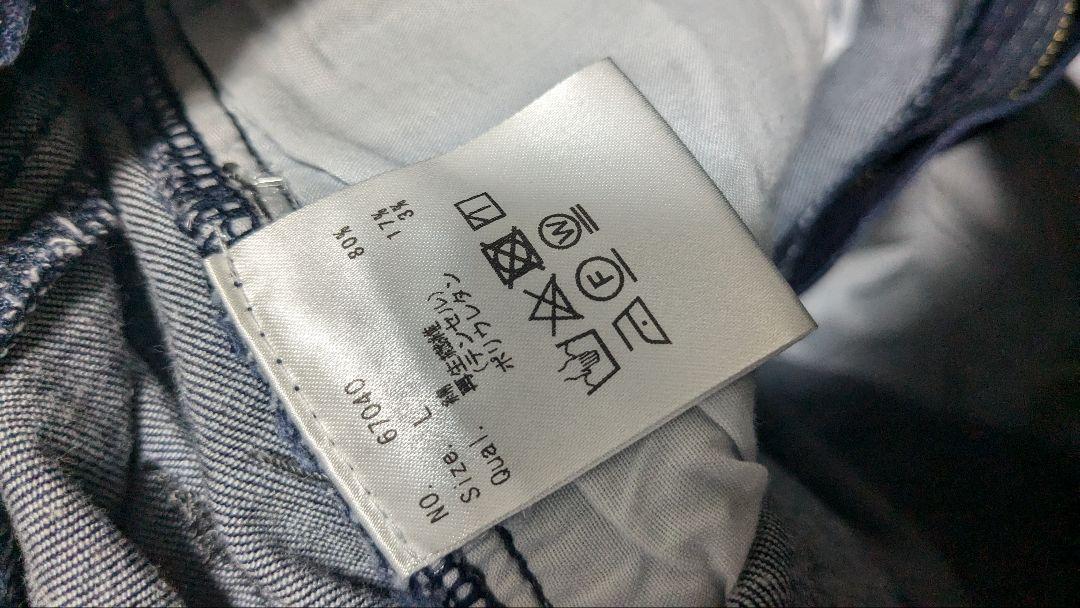 NO. 67040
Size. L
Qual. 綿 80%
再生繊維(テンセル) 17%
ポリウレタン 3%
W
F